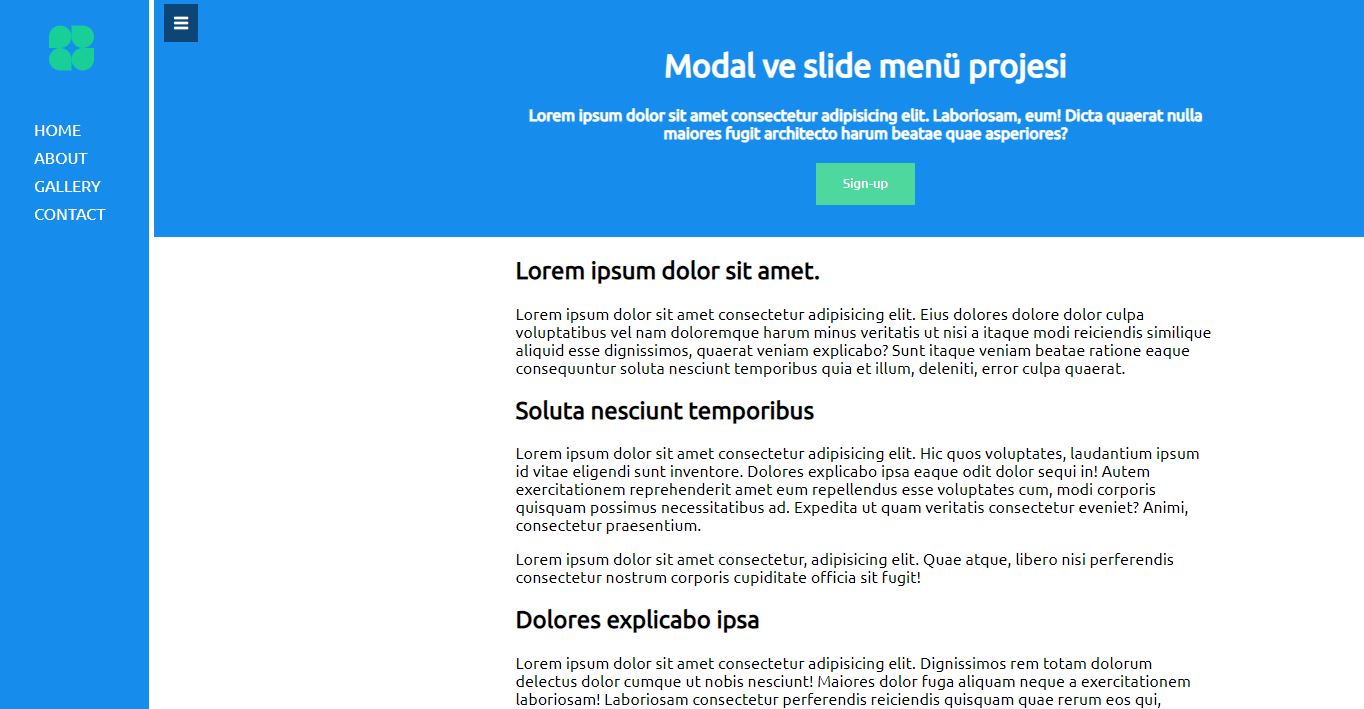 HOME
ABOUT
GALLERY
CONTACT
Modal ve slide menü projesi
Lorem ipsum dolor sit amet consectetur adipisicing elit. Laboriosam, eum! Dicta quaerat nulla
maiores fugit architecto harum beatae quae asperiores?
Sign-up
Lorem ipsum dolor sit amet.
Lorem ipsum dolor sit amet consectetur adipisicing elit. Eius dolores dolore dolor culpa
voluptatibus vel nam doloremque harum minus veritatis ut nisi a itaque modi reiciendis similique
aliquid esse dignissimos, quaerat veniam explicabo? Sunt itaque veniam beatae ratione eaque
consequuntur soluta nesciunt temporibus quia et illum, deleniti, error culpa quaerat.
Soluta nesciunt temporibus
Lorem ipsum dolor sit amet consectetur adipisicing elit. Hic quos voluptates, laudantium ipsum
id vitae eligendi sunt inventore. Dolores explicabo ipsa eaque odit dolor sequi in! Autem
exercitationem reprehenderit amet eum repellendus esse voluptates cum, modi corporis
quisquam possimus necessitatibus ad. Expedita ut quam veritatis consectetur eveniet? Animi,
consectetur praesentium.
Lorem ipsum dolor sit amet consectetur, adipisicing elit. Quae atque, libero nisi perferendis
consectetur nostrum corporis cupiditate officia sit fugit!
Dolores explicabo ipsa
Lorem ipsum dolor sit amet consectetur adipisicing elit. Dignissimos rem totam dolorum
delectus dolor cumque ut nobis nesciunt! Maiores dolor fuga aliquam neque a exercitationem
laboriosam! Laboriosam consectetur perferendis reiciendis quisquam quae rerum eos qui,